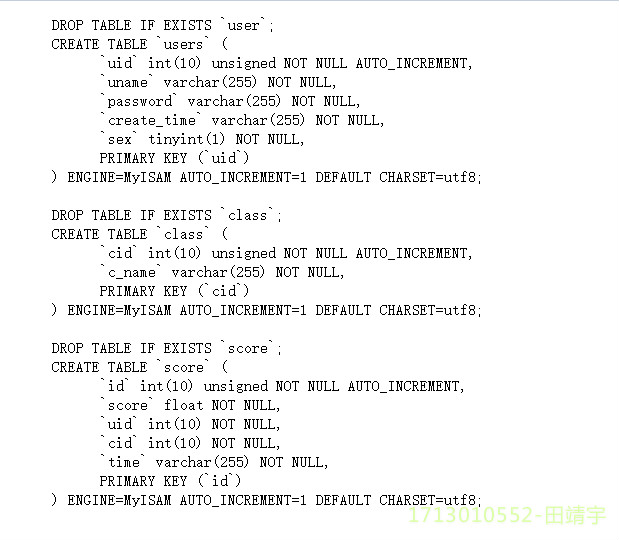 DROP TABLE IF EXISTS `user`;
CREATE TABLE `users` (
`uid` int(10) unsigned NOT NULL AUTO_INCREMENT,
`uname` varchar(255) NOT NULL,
`password` varchar(255) NOT NULL,
`create_time` varchar(255) NOT NULL,
`sex` tinyint(1) NOT NULL,
PRIMARY KEY (`uid`)
) ENGINE=MyISAM AUTO_INCREMENT=1 DEFAULT CHARSET=utf8;
DROP TABLE IF EXISTS `class`;
CREATE TABLE `class` (
`cid` int(10) unsigned NOT NULL AUTO_INCREMENT,
`c_name` varchar(255) NOT NULL,
PRIMARY KEY (`cid`)
) ENGINE=MyISAM AUTO_INCREMENT=1 DEFAULT CHARSET=utf8;
DROP TABLE IF EXISTS `score`;
CREATE TABLE `score` (
`id` int(10) unsigned NOT NULL AUTO_INCREMENT,
`score` float NOT NULL,
`uid` int(10) NOT NULL,
`cid` int(10) NOT NULL,
`time` varchar(255) NOT NULL,
PRIMARY KEY (`id`)
) ENGINE=MyISAM AUTO_INCREMENT=1 DEFAULT CHARSET=utf8;
1713010552-田靖宇